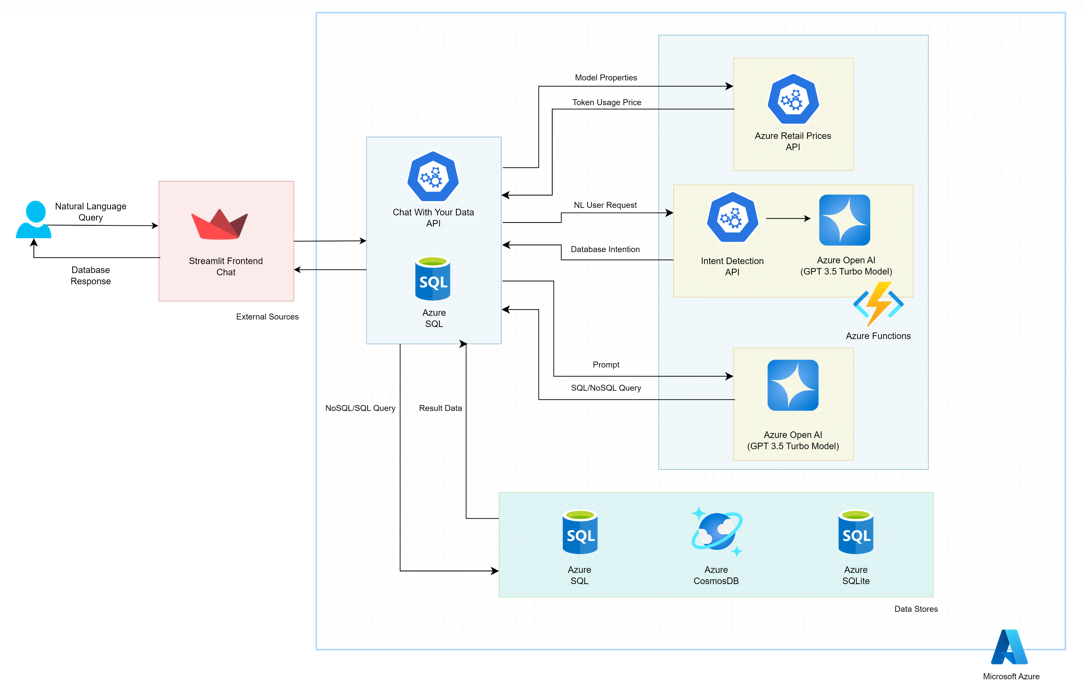 Model Properties
Token Usage Price
Azure Retail Prices
API
Natural Language
Query
Chat With Your Data
API
NL User Request
Database Intention
Intent Detection
API
Azure Open AI
(GPT 3.5 Turbo Model)
Streamlit Frontend
Chat
Database
Response
SQL
Azure
SQL
External Sources
Azure Functions
Prompt
SQL/NoSQL Query
NoSQL/SQL Query
Result Data
Azure Open AI
(GPT 3.5 Turbo Model)
SQL
Azure
SQL
Azure
CosmosDB
SQL
Azure
SQLite
Data Stores
Microsoft Azure